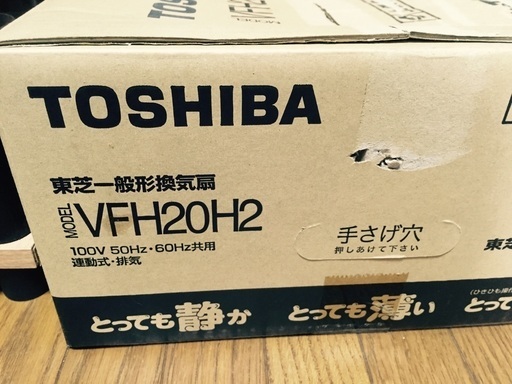 TOSHIBA
東芝一般形換気扇
MODEL VFH20H2
100V 50Hz・60Hz共用
連動式・排気
手さげ穴
押しあけて下さい
とっても静か
とっても薄い